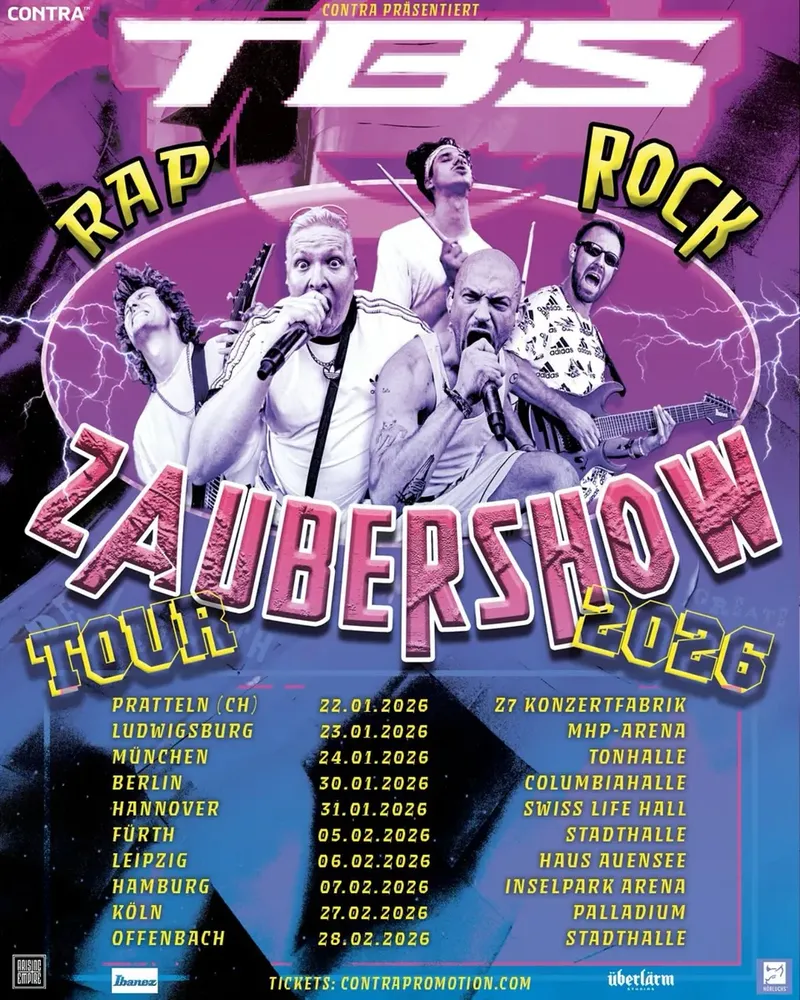 CONTRA™
CONTRA PRÄSENTIERT
TBS
RAP
ROCK
adidas
ZAUBERSHOW
TOUR
2026
PRATTELN (CH) 22.01.2026 Z7 KONZERTFABRIK
LUDWIGSBURG 23.01.2026 MHP-ARENA
MÜNCHEN 24.01.2026 TONHALLE
BERLIN 30.01.2026 COLUMBIAHALLE
HANNOVER 31.01.2026 SWISS LIFE HALL
FÜRTH 05.02.2026 STADTHALLE
LEIPZIG 06.02.2026 HAUS AUENSEE
HAMBURG 07.02.2026 INSELPARK ARENA
KÖLN 27.02.2026 PALLADIUM
OFFENBACH 28.02.2026 STADTHALLE
ARISING
EMPIRE
Ibanez
TICKETS: CONTRAPROMOTION.COM
überlärm
STUDIOS